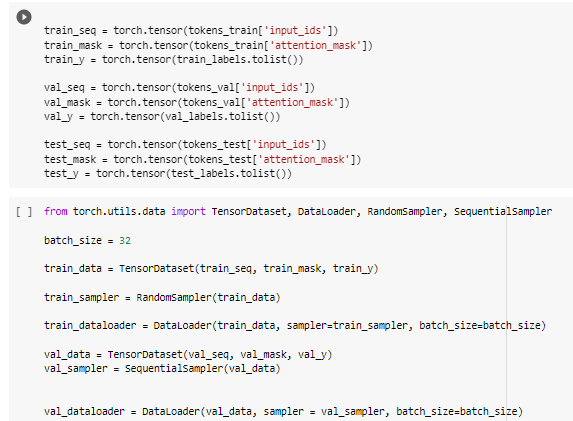 train_seq = torch.tensor(tokens_train['input_ids'])
train_mask = torch.tensor(tokens_train['attention_mask'])
train_y = torch.tensor(train_labels.tolist())
val_seq = torch.tensor(tokens_val['input_ids'])
val_mask = torch.tensor(tokens_val['attention_mask'])
val_y = torch.tensor(val_labels.tolist())
test_seq = torch.tensor(tokens_test['input_ids'])
test_mask = torch.tensor(tokens_test['attention_mask'])
test_y = torch.tensor(test_labels.tolist())
[ ] from torch.utils.data import TensorDataset, DataLoader, RandomSampler, SequentialSampler
batch_size = 32
train_data = TensorDataset(train_seq, train_mask, train_y)
train_sampler = RandomSampler(train_data)
train_dataloader = DataLoader(train_data, sampler=train_sampler, batch_size=batch_size)
val_data = TensorDataset(val_seq, val_mask, val_y)
val_sampler = SequentialSampler(val_data)
val_dataloader = DataLoader(val_data, sampler = val_sampler, batch_size=batch_size)